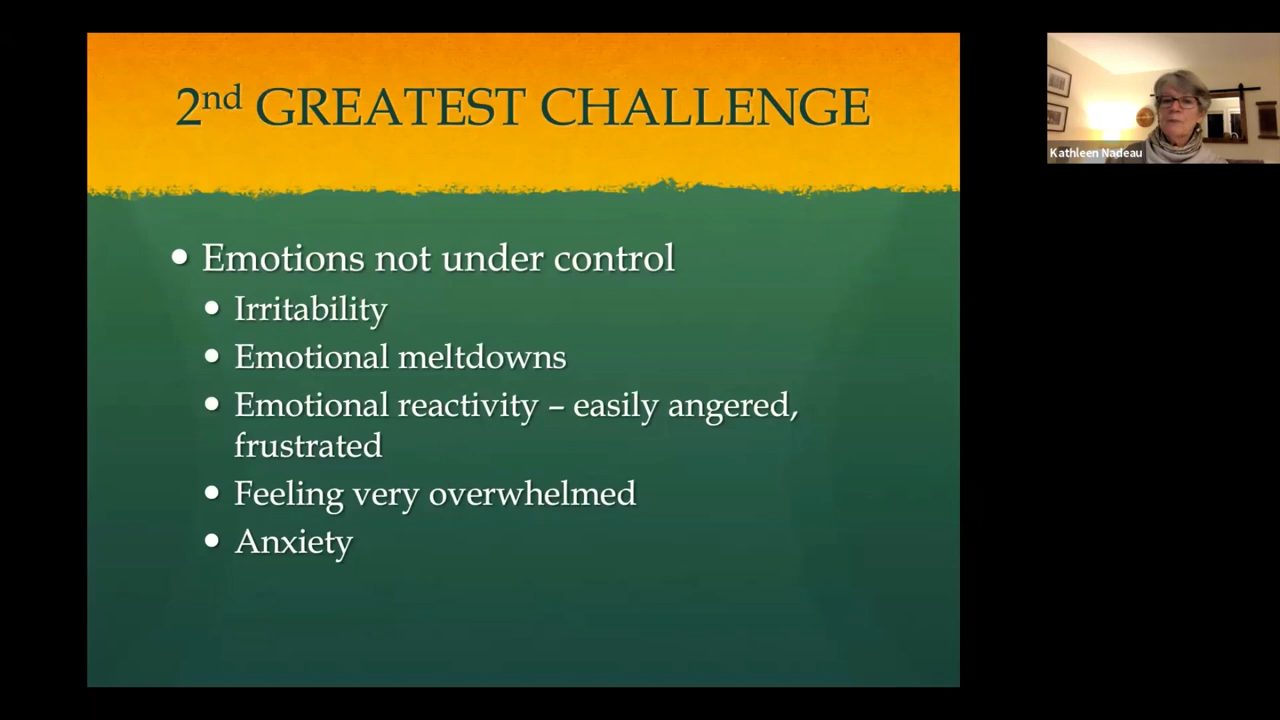 2nd GREATEST CHALLENGE
Kathleen Nadeau
• Emotions not under control
• Irritability
• Emotional meltdowns
• Emotional reactivity – easily angered,
frustrated
• Feeling very overwhelmed
• Anxiety